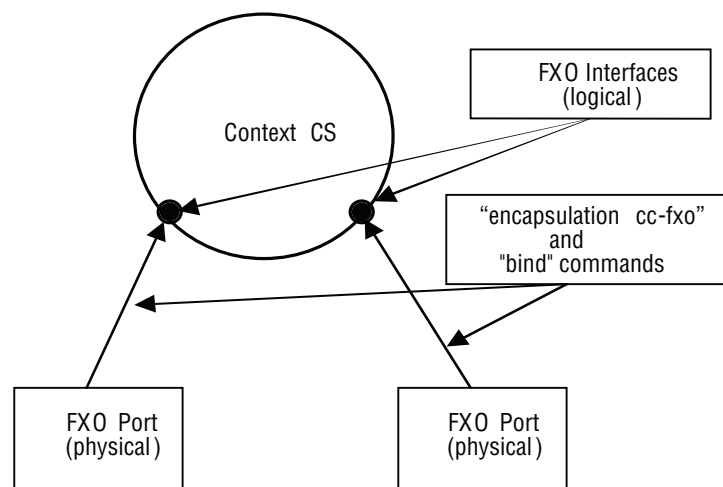 FXO Interfaces
(logical)
Context CS
“encapsulation cc-fxo”
and
"bind" commands
FXO Port
(physical)
FXO Port
(physical)